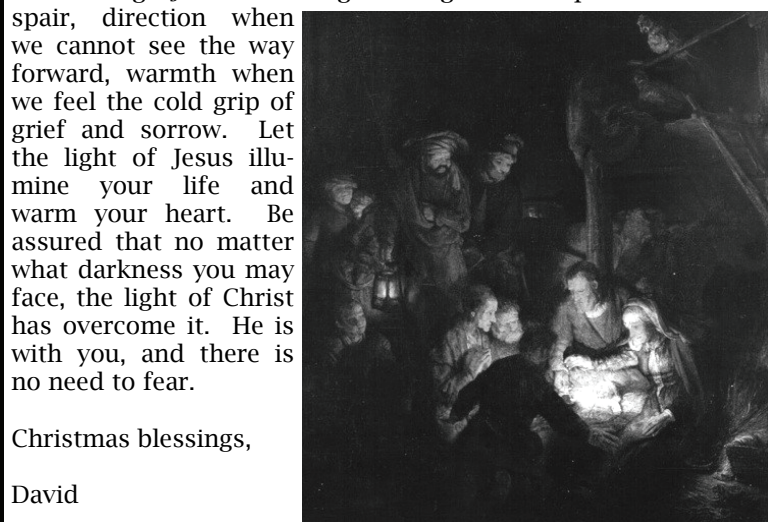 spair, direction when
we cannot see the way
forward, warmth when
we feel the cold grip of
grief and sorrow. Let
the light of Jesus illu-
mine your life and
warm your heart. Be
assured that no matter
what darkness you may
face, the light of Christ
has overcome it. He is
with you, and there is
no need to fear.
Christmas blessings,
David